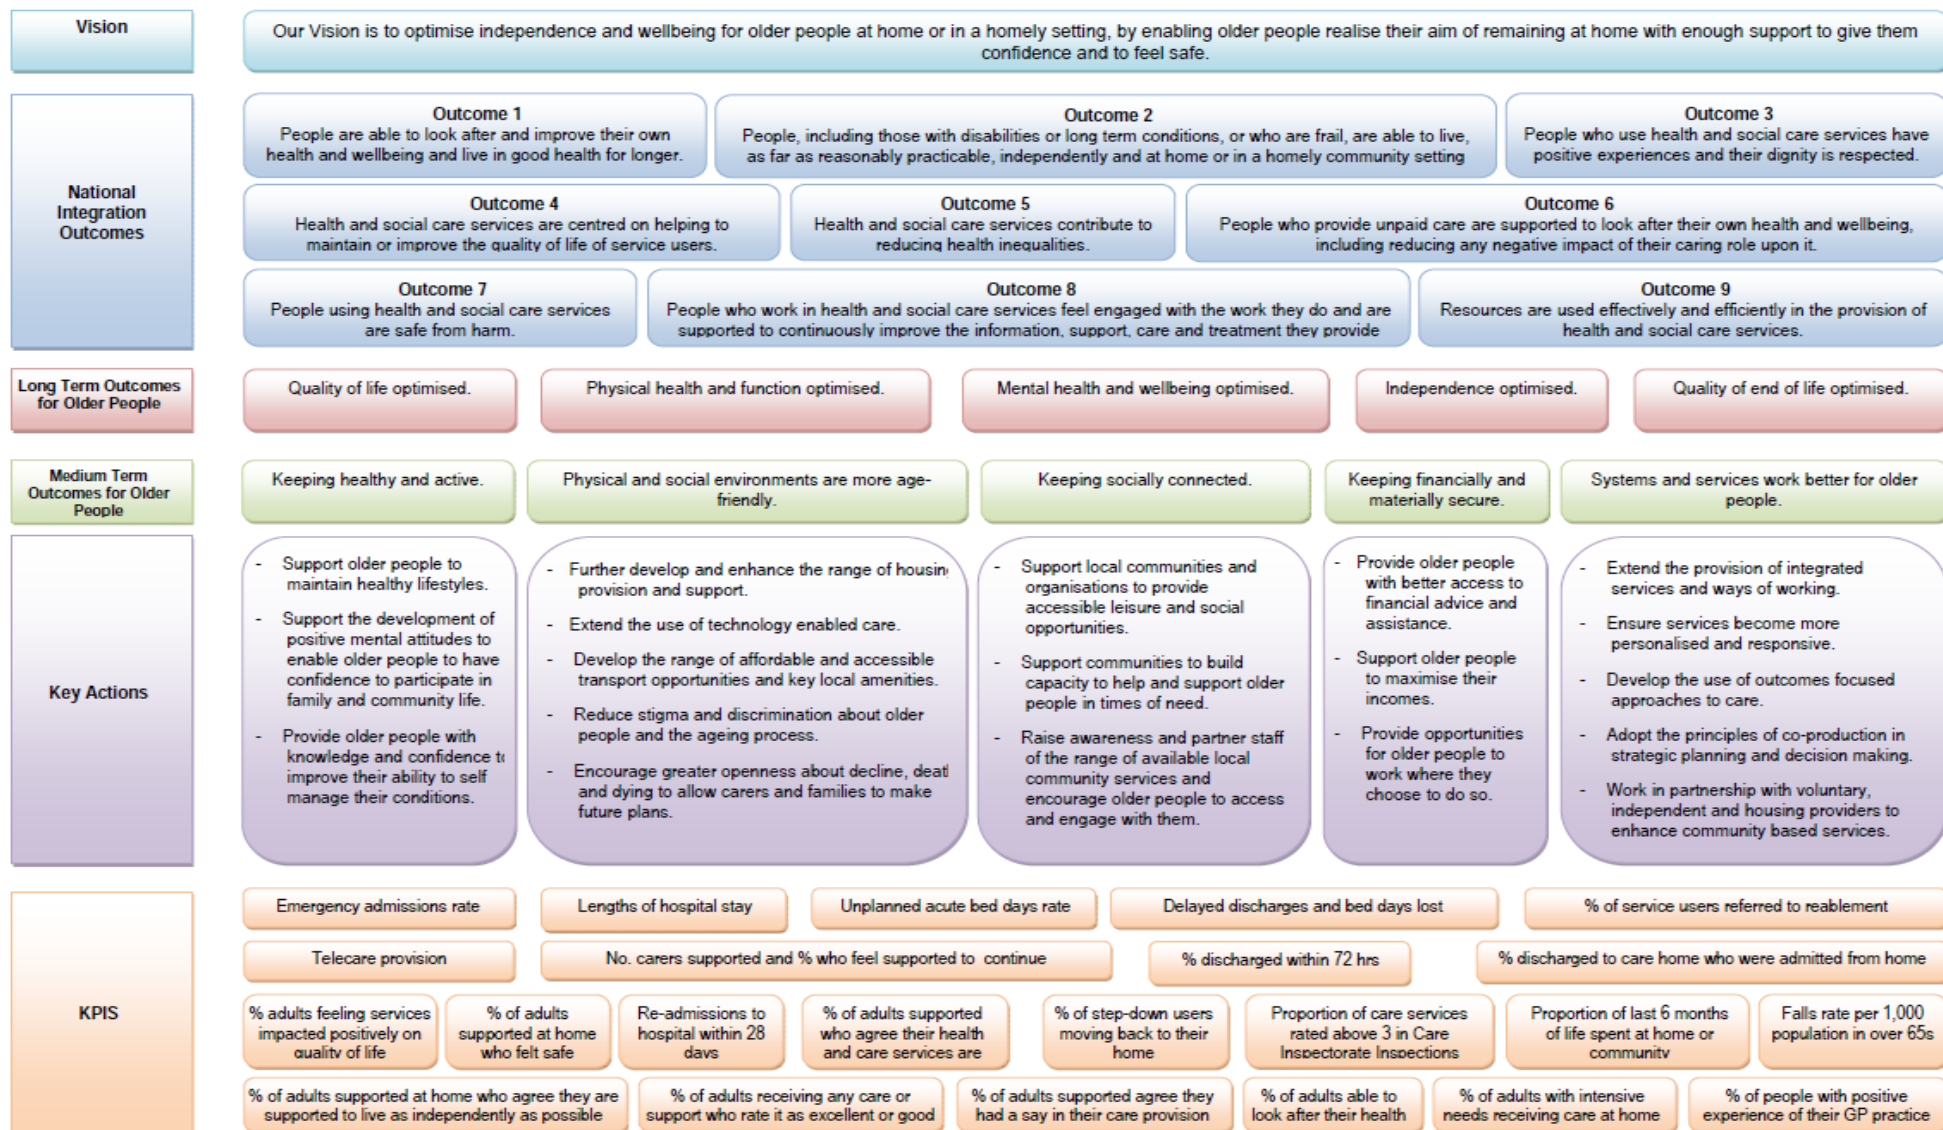 Vision
Our Vision is to optimise independence and wellbeing for older people at home or in a homely setting, by enabling older people realise their aim of remaining at home with enough support to give them
confidence and to feel safe.
National
Integration
Outcomes
Outcome 1
People are able to look after and improve their own
health and wellbeing and live in good health for longer.
Outcome 2
People, including those with disabilities or long term conditions, or who are frail, are able to live,
as far as reasonably practicable, independently and at home or in a homely community setting
Outcome 3
People who use health and social care services have
positive experiences and their dignity is respected.
Outcome 4
Health and social care services are centred on helping to
maintain or improve the quality of life of service users.
Outcome 5
Health and social care services contribute to
reducing health inequalities.
Outcome 6
People who provide unpaid care are supported to look after their own health and wellbeing,
including reducing any negative impact of their caring role upon it.
Outcome 7
People using health and social care services
are safe from harm.
Outcome 8
People who work in health and social care services feel engaged with the work they do and are
supported to continuously improve the information, support, care and treatment they provide
Outcome 9
Resources are used effectively and efficiently in the provision of
health and social care services.
Long Term Outcomes
for Older People
Quality of life optimised.
Physical health and function optimised.
Mental health and wellbeing optimised.
Independence optimised.
Quality of end of life optimised.
Medium Term
Outcomes for Older
People
Keeping healthy and active.
Physical and social environments are more age-
friendly.
Keeping socially connected.
Keeping financially and
materially secure.
Systems and services work better for older
people.
Key Actions
- Support older people to
maintain healthy lifestyles.
- Support the development of
positive mental attitudes to
enable older people to have
confidence to participate in
family and community life.
- Provide older people with
knowledge and confidence to
improve their ability to self
manage their conditions.
- Further develop and enhance the range of housing
provision and support.
- Extend the use of technology enabled care.
- Develop the range of affordable and accessible
transport opportunities and key local amenities.
- Reduce stigma and discrimination about older
people and the ageing process.
- Encourage greater openness about decline, death
and dying to allow carers and families to make
future plans.
- Support local communities and
organisations to provide
accessible leisure and social
opportunities.
- Support communities to build
capacity to help and support older
people in times of need.
- Raise awareness and partner staff
of the range of available local
community services and
encourage older people to access
and engage with them.
- Provide older people
with better access to
financial advice and
assistance.
- Support older people
to maximise their
incomes.
- Provide opportunities
for older people to
work where they
choose to do so.
- Extend the provision of integrated
services and ways of working.
- Ensure services become more
personalised and responsive.
- Develop the use of outcomes focused
approaches to care.
- Adopt the principles of co-production in
strategic planning and decision making.
- Work in partnership with voluntary,
independent and housing providers to
enhance community based services.
KPIS
Emergency admissions rate
Lengths of hospital stay
Unplanned acute bed days rate
Delayed discharges and bed days lost
% of service users referred to reablement
Telecare provision
No. carers supported and % who feel supported to continue
% discharged within 72 hrs
% discharged to care home who were admitted from home
% adults feeling services
impacted positively on
quality of life
% of adults
supported at home
who felt safe
Re-admissions to
hospital within 28
days
% of adults supported
who agree their health
and care services are
% of step-down users
moving back to their
home
Proportion of care services
rated above 3 in Care
Inspectorate Inspections
Proportion of last 6 months
of life spent at home or
community
Falls rate per 1,000
population in over 65s
% of adults supported at home who agree they are
supported to live as independently as possible
% of adults receiving any care or
support who rate it as excellent or good
% of adults supported agree they
had a say in their care provision
% of adults able to
look after their health
% of adults with intensive
needs receiving care at home
% of people with positive
experience of their GP practice